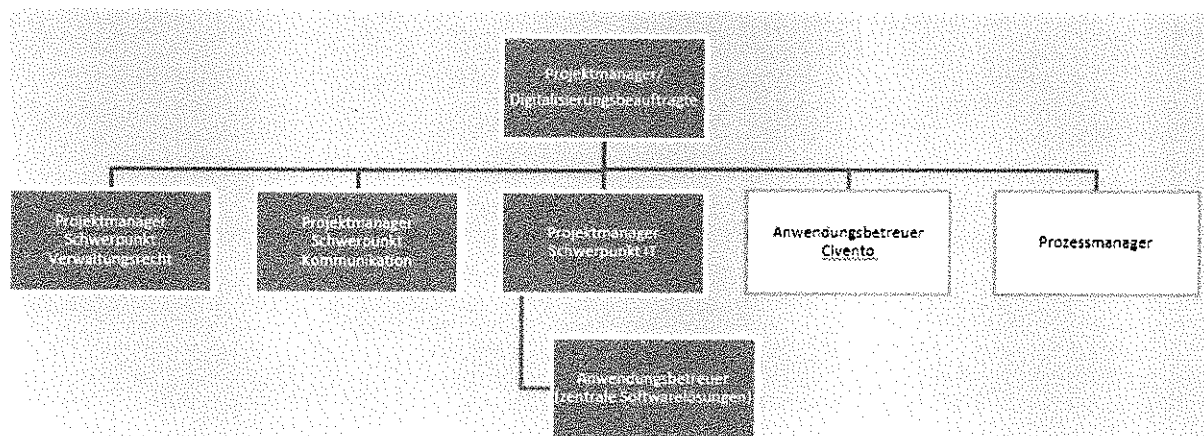 Projektmanager/
Digitalisierungsbeauftragte
Projektmanager
Schwerpunkt
Verwaltungsrecht
Projektmanager
Schwerpunkt
Kommunikation
Projektmanager
Schwerpunkt IT
Anwendungsbetreuer
Civento
Prozessmanager
Anwendungsbetreuer
(zentrale Softwarelösungen)